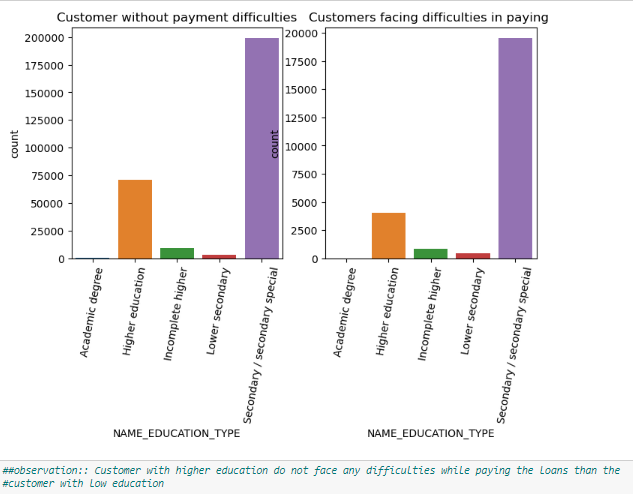 Customer without payment difficulties
Customers facing difficulties in paying
200000
175000
150000
125000
100000
75000
50000
25000
0
count
Academic degree
Higher education
Incomplete higher
Lower secondary
Secondary / secondary special
NAME_EDUCATION_TYPE
20000
17500
15000
12500
10000
7500
5000
2500
0
count
Academic degree
Higher education
Incomplete higher
Lower secondary
Secondary / secondary special
NAME_EDUCATION_TYPE
##observation:: Customer with higher education do not face any difficulties while paying the loans than the
#customer with low education